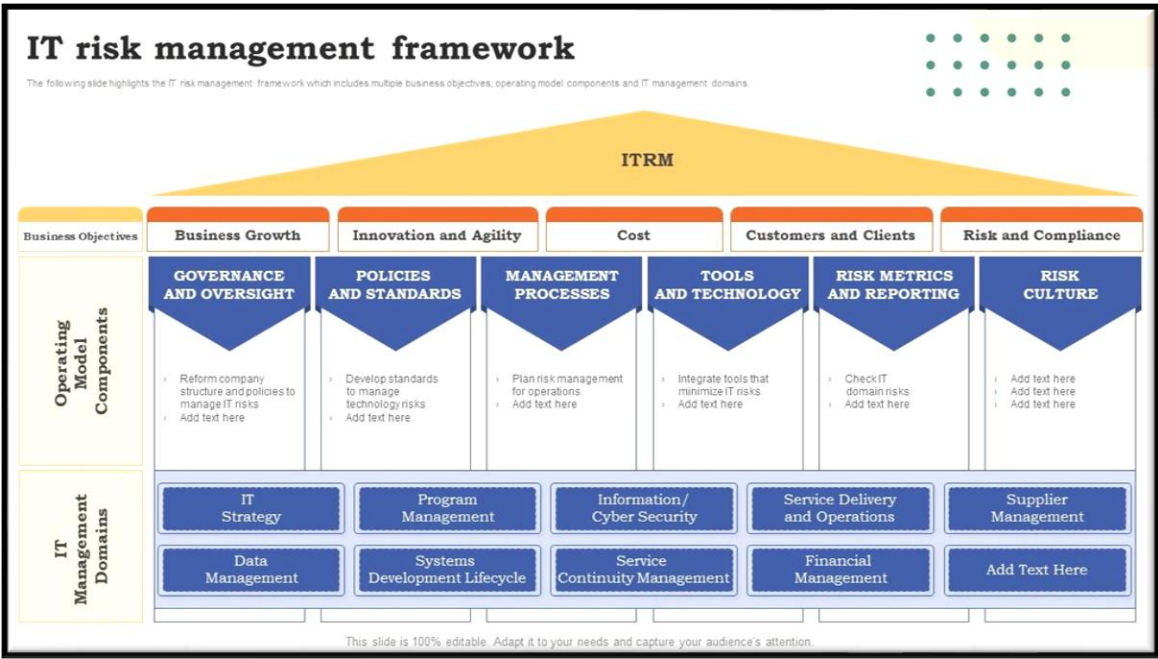 IT risk management framework
The following slide highlights the IT risk management framework which includes multiple business objectives, operating model components and IT management domains.
ITRM
Business Objectives
Business Growth
Innovation and Agility
Cost
Customers and Clients
Risk and Compliance
Operating
Model
Components
GOVERNANCE
AND OVERSIGHT
› Reform company
structure and policies to
manage IT risks
› Add text here
POLICIES
AND STANDARDS
› Develop standards
to manage
technology risks
› Add text here
MANAGEMENT
PROCESSES
› Plan risk management
for operations
› Add text here
TOOLS
AND TECHNOLOGY
› Integrate tools that
minimize IT risks
› Add text here
RISK METRICS
AND REPORTING
› Check IT
domain risks
› Add text here
RISK
CULTURE
› Add text here
› Add text here
› Add text here
IT
Management
Domains
IT
Strategy
Program
Management
Information/
Cyber Security
Service Delivery
and Operations
Supplier
Management
Data
Management
Systems
Development Lifecycle
Service
Continuity Management
Financial
Management
Add Text Here
This slide is 100% editable. Adapt it to your needs and capture your audience's attention.